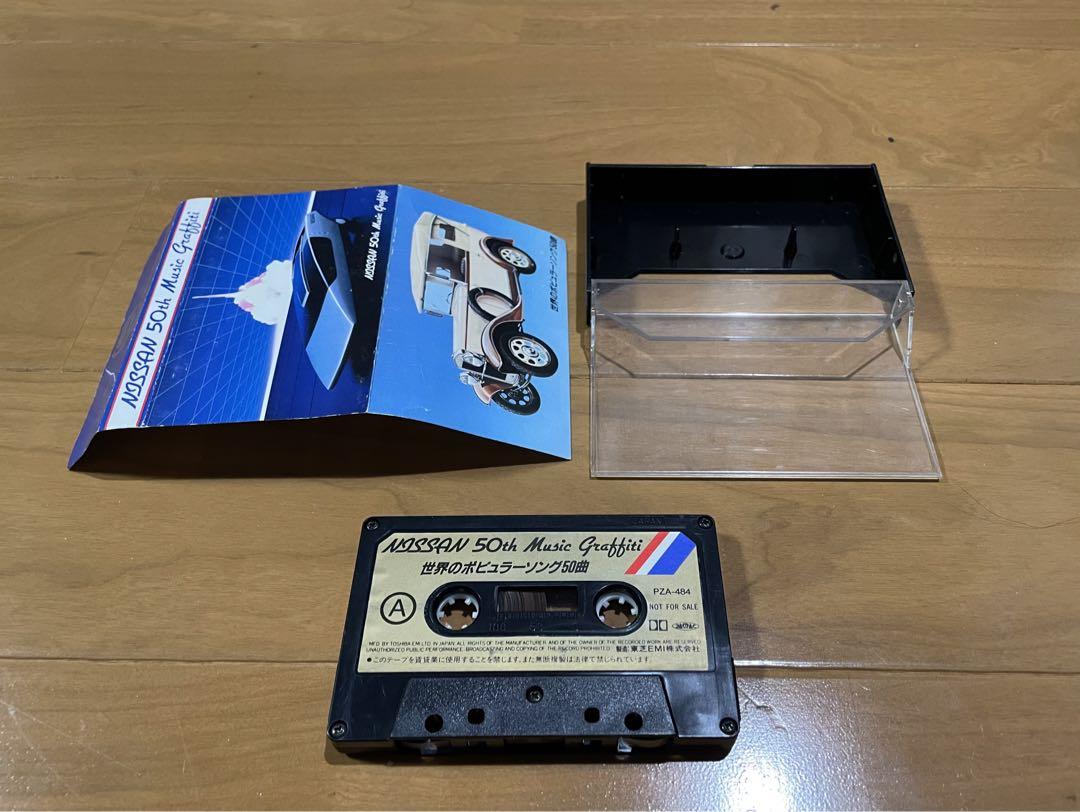 NISSAN 50th Music Graffiti
NISSAN 50th Music Graffiti
世界のポピュラーソング50曲
JAPAN
NISSAN 50th Music Graffiti
世界のポピュラーソング50曲
A
PZA-484
NOT FOR SALE
MFD. BY TOSHIBA EMI LTD. IN JAPAN. ALL RIGHTS OF THE MANUFACTURER AND OF THE OWNER OF THE RECORDED WORK ARE RESERVED
UNAUTHORIZED PUBLIC PERFORMANCE, BROADCASTING AND COPYING OF THE RECORD PROHIBITED. 製造:東芝EMI株式会社
●このテープを賃貸業に使用することを禁じます。また無断複製は法律で禁じられています。